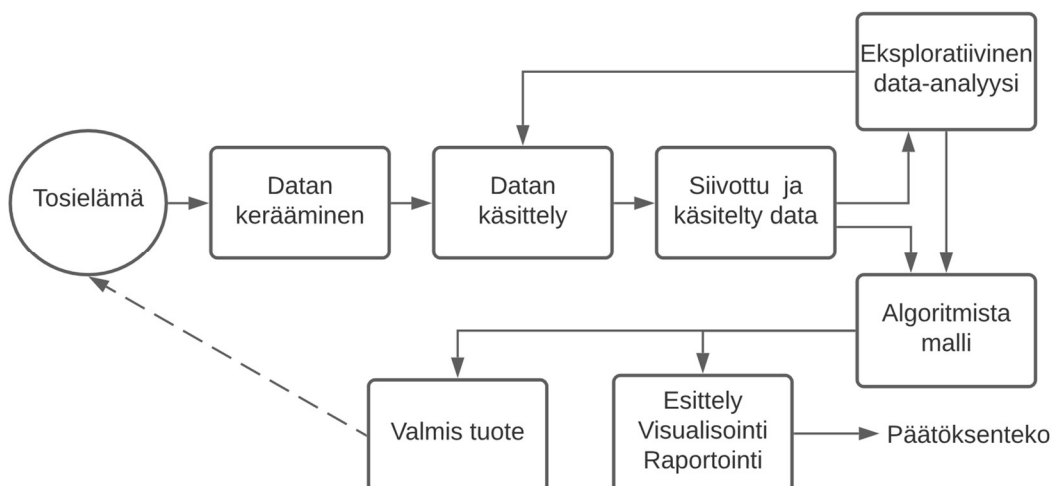 Eksploratiivinen
data-analyysi
Tosielämä
Datan
kerääminen
Datan
käsittely
Siivottu ja
käsitelty data
Algoritmista
malli
Valmis tuote
Esittely
Visualisointi
Raportointi
Päätöksenteko